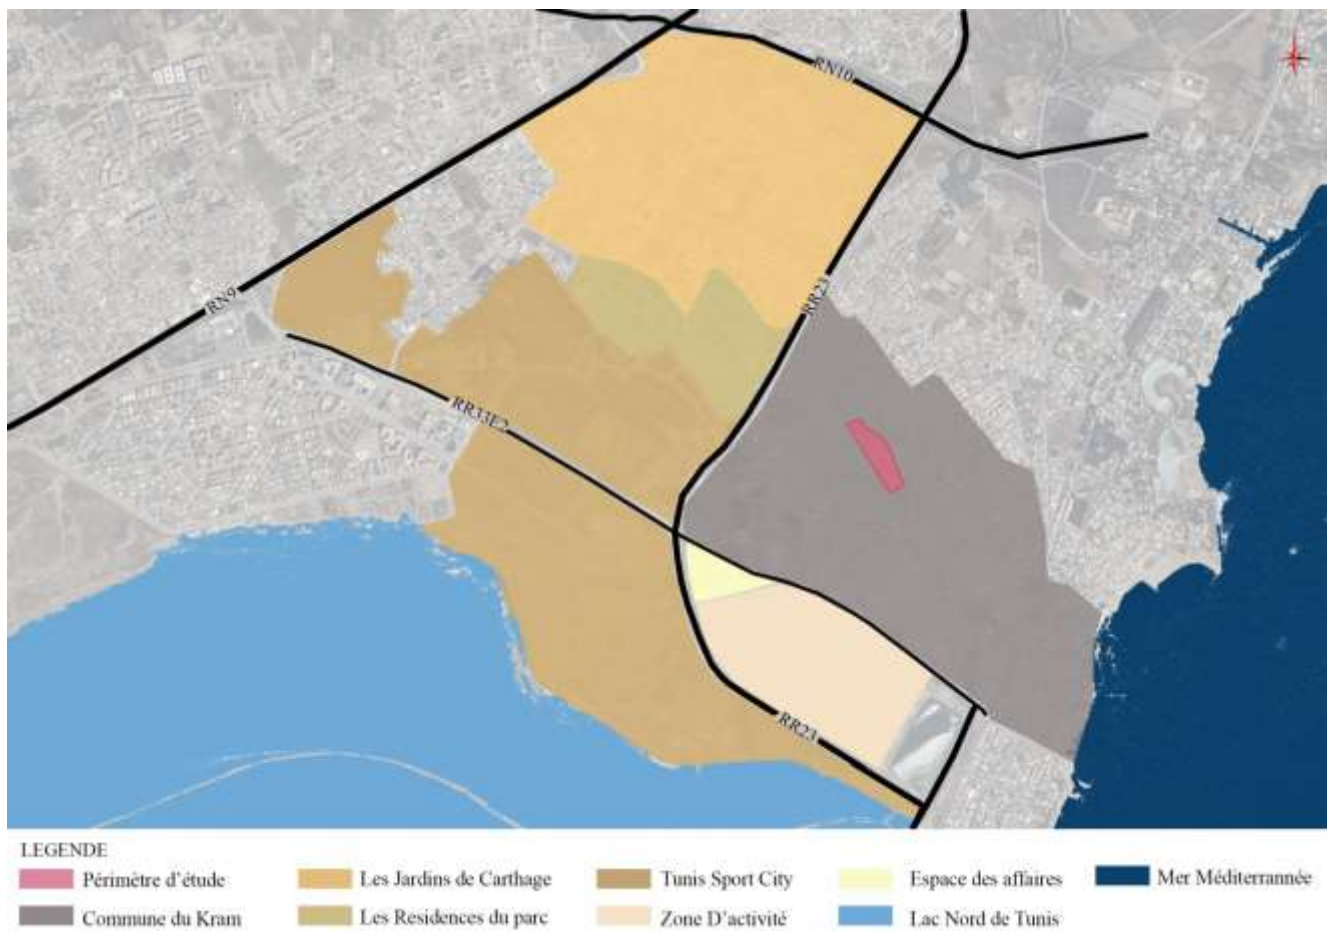 RN10
RR23
RN9
RR33E2
RR23
LEGENDE
Périmètre d'étude
Les Jardins de Carthage
Tunis Sport City
Espace des affaires
Mer Méditerrannée
Commune du Kram
Les Residences du parc
Zone D'activité
Lac Nord de Tunis